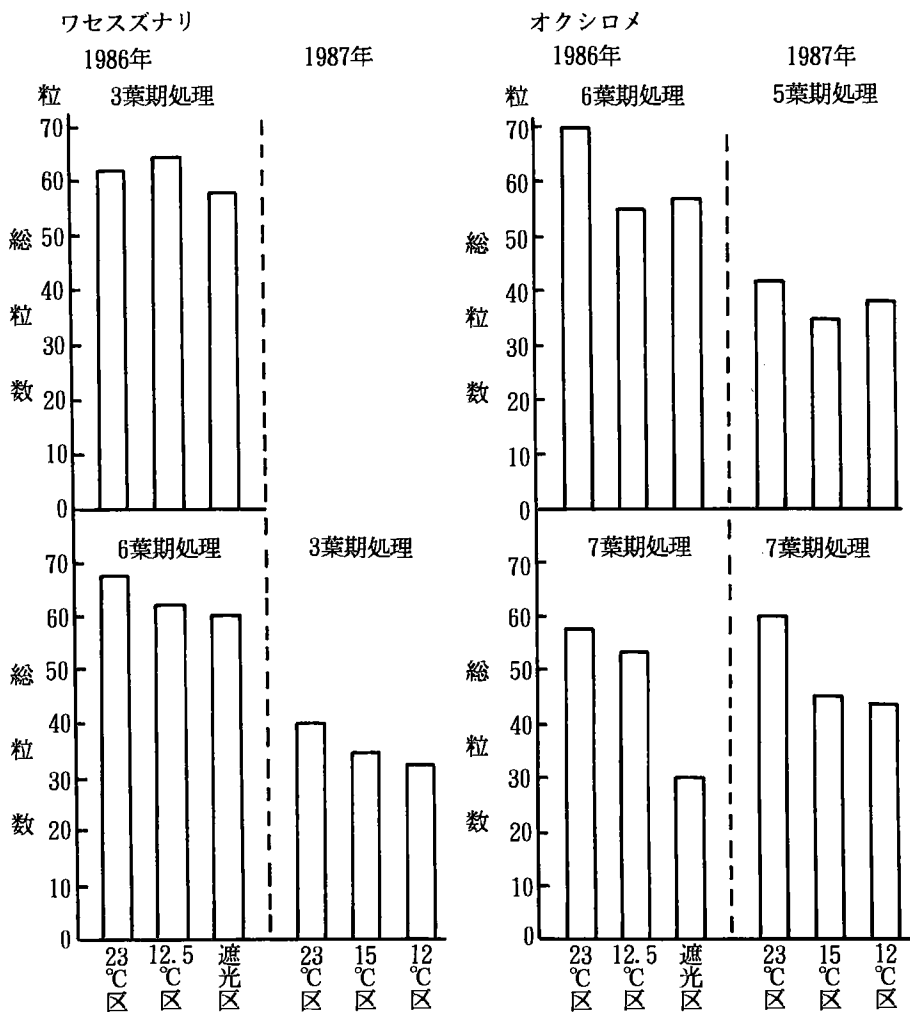 ワセスズナリ
1986年
1987年
粒
3葉期処理
70
60
50
40
30
20
10
0
総粒数
6葉期処理
70
60
50
40
30
20
10
0
総粒数
23℃区
12.5℃区
遮光区
3葉期処理
23℃区
15℃区
12℃区
オクシロメ
1986年
1987年
粒
6葉期処理
5葉期処理
70
60
50
40
30
20
10
0
総粒数
7葉期処理
7葉期処理
70
60
50
40
30
20
10
0
総粒数
23℃区
12.5℃区
遮光区
23℃区
15℃区
12℃区